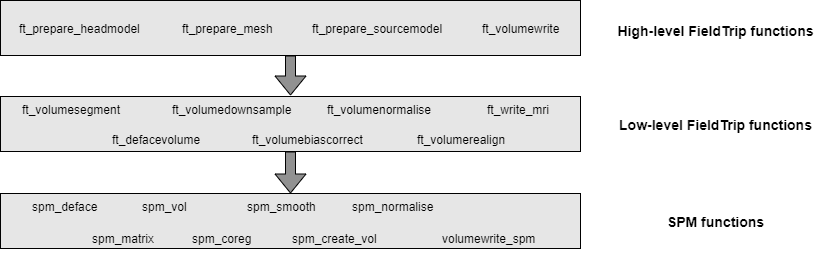 ft_prepare_headmodel ft_prepare_mesh ft_prepare_sourcemodel ft_volumewrite
High-level FieldTrip functions
ft_volumesegment ft_volumedownsample ft_volumenormalise ft_write_mri
ft_defacevolume ft_volumebiascorrect ft_volumerealign
Low-level FieldTrip functions
spm_deface spm_vol spm_smooth spm_normalise
spm_matrix spm_coreg spm_create_vol volumewrite_spm
SPM functions